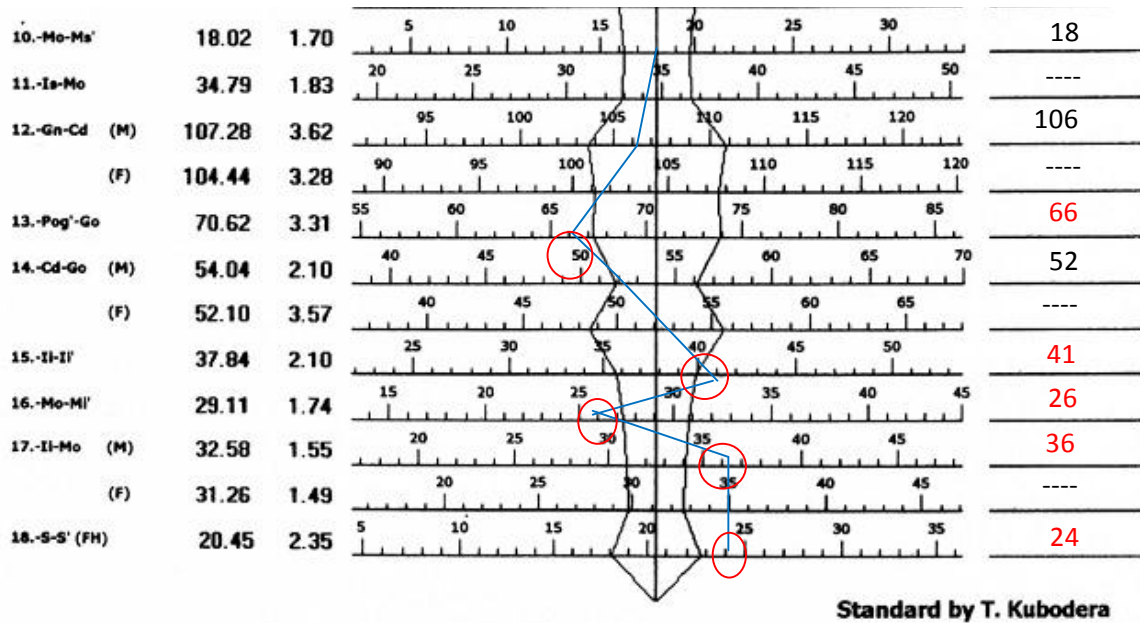 10.-Mo-Ms' 18.02 1.70 5 10 15 20 25 30 18
11.-Is-Mo 34.79 1.83 20 25 30 35 40 45 50 ----
12.-Gn-Cd (M) 107.28 3.62 95 100 105 110 115 120 106
(F) 104.44 3.28 90 95 100 105 110 115 120 ----
13.-Pog'-Go 70.62 3.31 55 60 65 70 75 80 85 66
14.-Cd-Go (M) 54.04 2.10 40 45 50 55 60 65 70 52
(F) 52.10 3.57 40 45 50 55 60 65 ----
15.-Ii-Ii' 37.84 2.10 25 30 35 40 45 50 41
16.-Mo-Mi' 29.11 1.74 15 20 25 30 35 40 45 26
17.-Ii-Mo (M) 32.58 1.55 20 25 30 35 40 45 36
(F) 31.26 1.49 20 25 30 35 40 45 ----
18.-S-S' (FH) 20.45 2.35 5 10 15 20 25 30 35 24
Standard by T. Kubodera